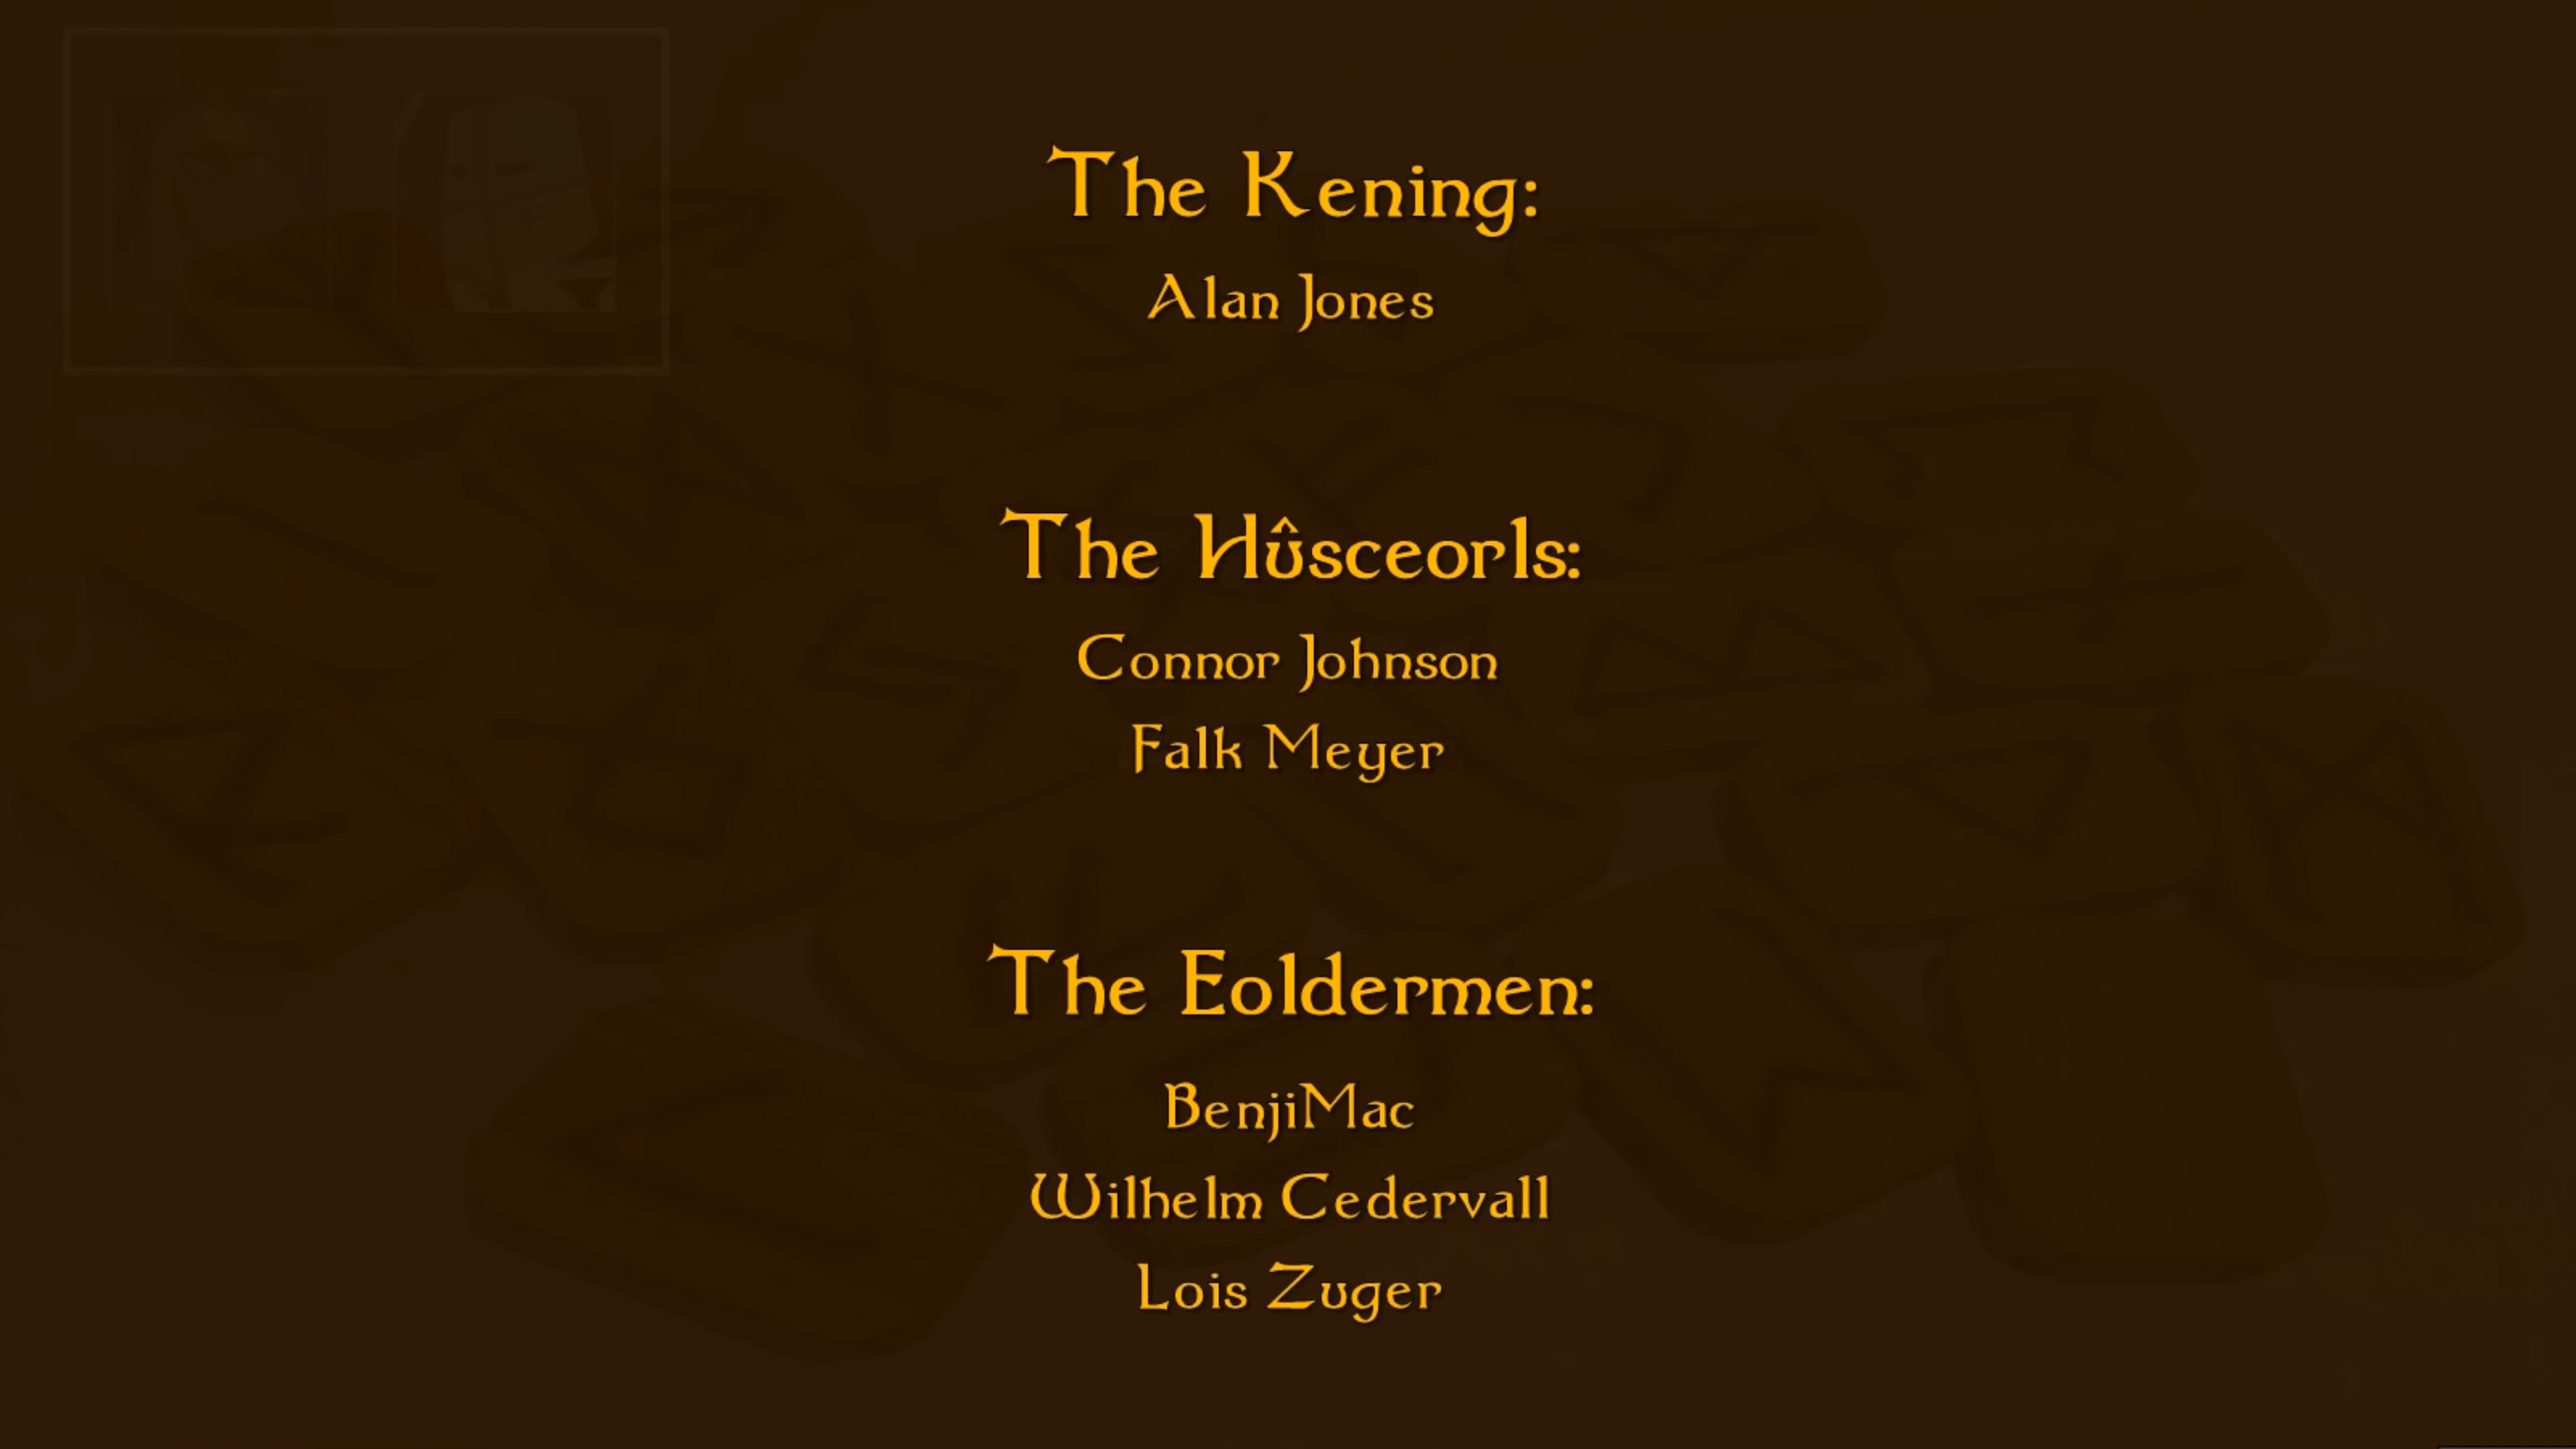 The Kening:
Alan Jones
The Hûsceorls:
Connor Johnson
Falk Meyer
The Eoldermen:
BenjiMac
Wilhelm Cedervall
Lois Zuger